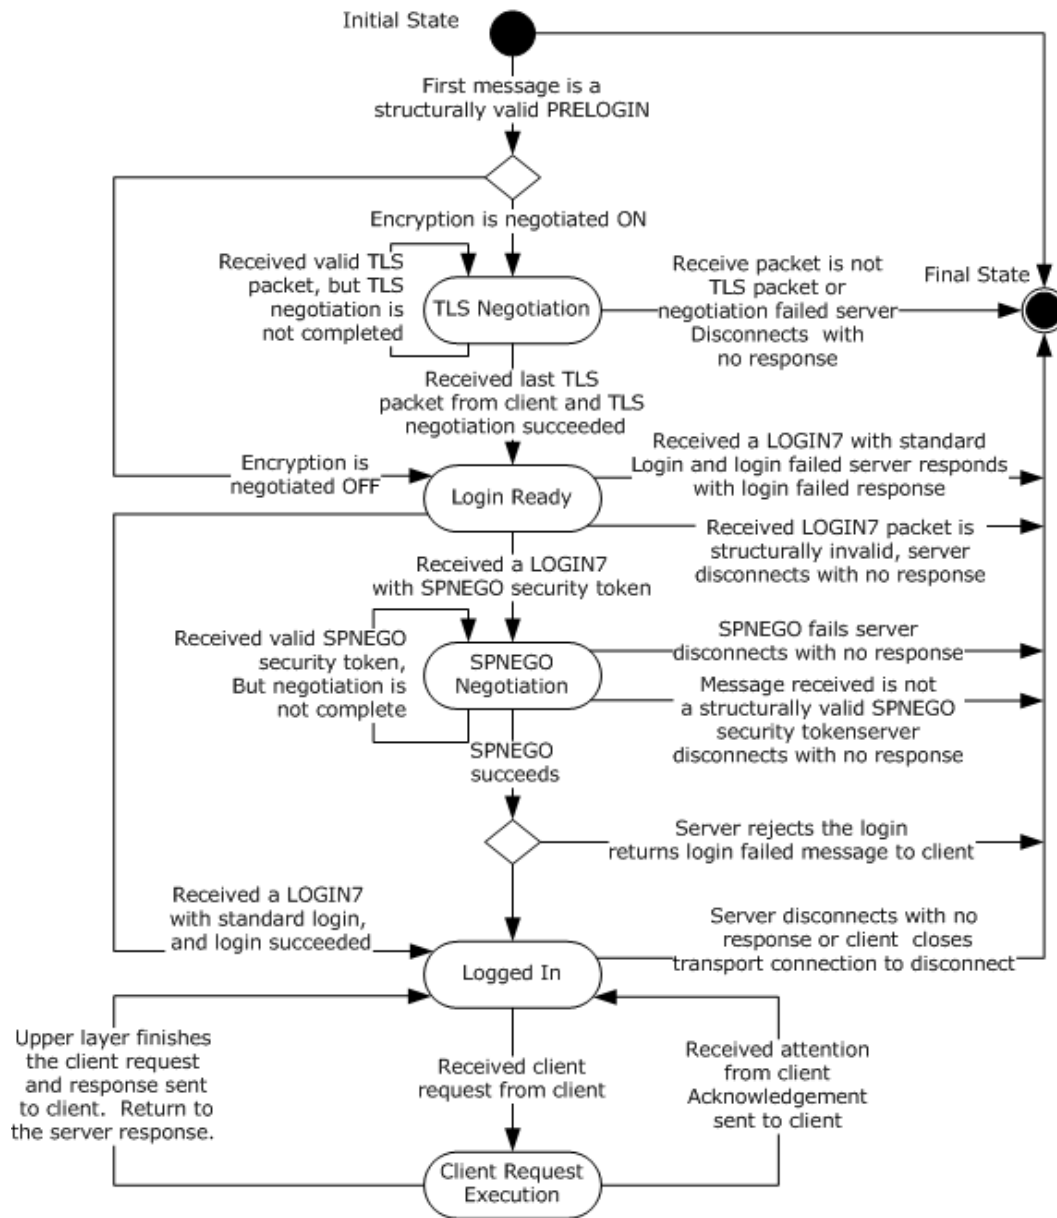 Initial State
First message is a
structurally valid PRELOGIN
Encryption is negotiated ON
Received valid TLS
packet, but TLS
negotiation is
not completed
TLS Negotiation
Receive packet is not
TLS packet or
negotiation failed server
Disconnects with
no response
Final State
Received last TLS
packet from client and TLS
negotiation succeeded
Encryption is
negotiated OFF
Login Ready
Received a LOGIN7 with standard
Login and login failed server responds
with login failed response
Received LOGIN7 packet is
structurally invalid, server
disconnects with no response
Received a LOGIN7
with SPNEGO security token
Received valid SPNEGO
security token,
But negotiation is
not complete
SPNEGO
Negotiation
SPNEGO fails server
disconnects with no response
Message received is not
a structurally valid SPNEGO
security tokenserver
disconnects with no response
SPNEGO
succeeds
Server rejects the login
returns login failed message to client
Received a LOGIN7
with standard login,
and login succeeded
Logged In
Server disconnects with no
response or client closes
transport connection to disconnect
Upper layer finishes
the client request
and response sent
to client. Return to
the server response.
Received client
request from client
Received attention
from client
Acknowledgement
sent to client
Client Request
Execution